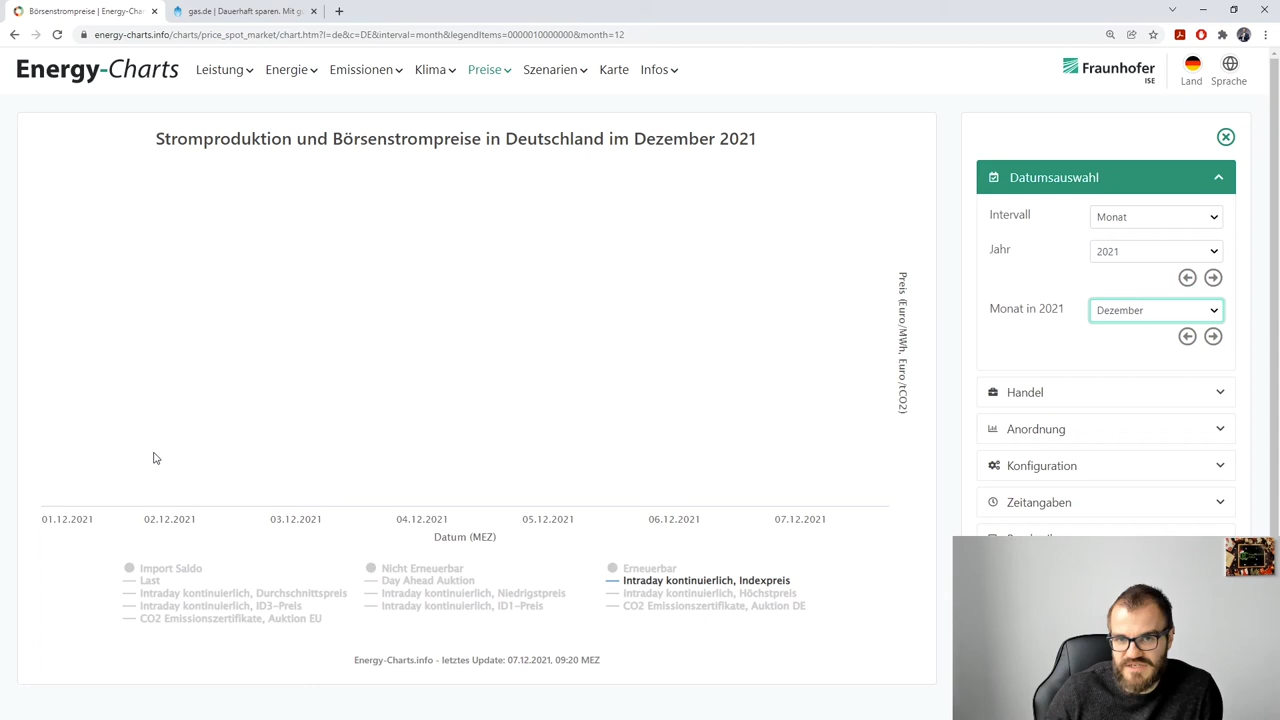 Börsenstrompreise | Energy-Char
gas.de | Dauerhaft sparen. Mit g
energy-charts.info/charts/price_spot_market/chart.htm?l=de&c=DE&interval=month&legendItems=0000010000000&month=12
Energy-Charts
Leistung
Energie
Emissionen
Klima
Preise
Szenarien
Karte
Infos
Fraunhofer
ISE
Land
Sprache
Stromproduktion und Börsenstrompreise in Deutschland im Dezember 2021
Datumsauswahl
Intervall
Monat
Jahr
2021
Monat in 2021
Dezember
Handel
Anordnung
Konfiguration
Zeitangaben
Preis (Euro/MWh, Euro/tCO2)
01.12.2021
02.12.2021
03.12.2021
04.12.2021
05.12.2021
06.12.2021
07.12.2021
Datum (MEZ)
Import Saldo
Nicht Erneuerbar
Erneuerbar
Last
Day Ahead Auktion
Intraday kontinuierlich, Indexpreis
Intraday kontinuierlich, Durchschnittspreis
Intraday kontinuierlich, Niedrigstpreis
Intraday kontinuierlich, Höchstpreis
Intraday kontinuierlich, ID3-Preis
Intraday kontinuierlich, ID1-Preis
CO2 Emissionszertifikate, Auktion DE
CO2 Emissionszertifikate, Auktion EU
Energy-Charts.info - letztes Update: 07.12.2021, 09:20 MEZ